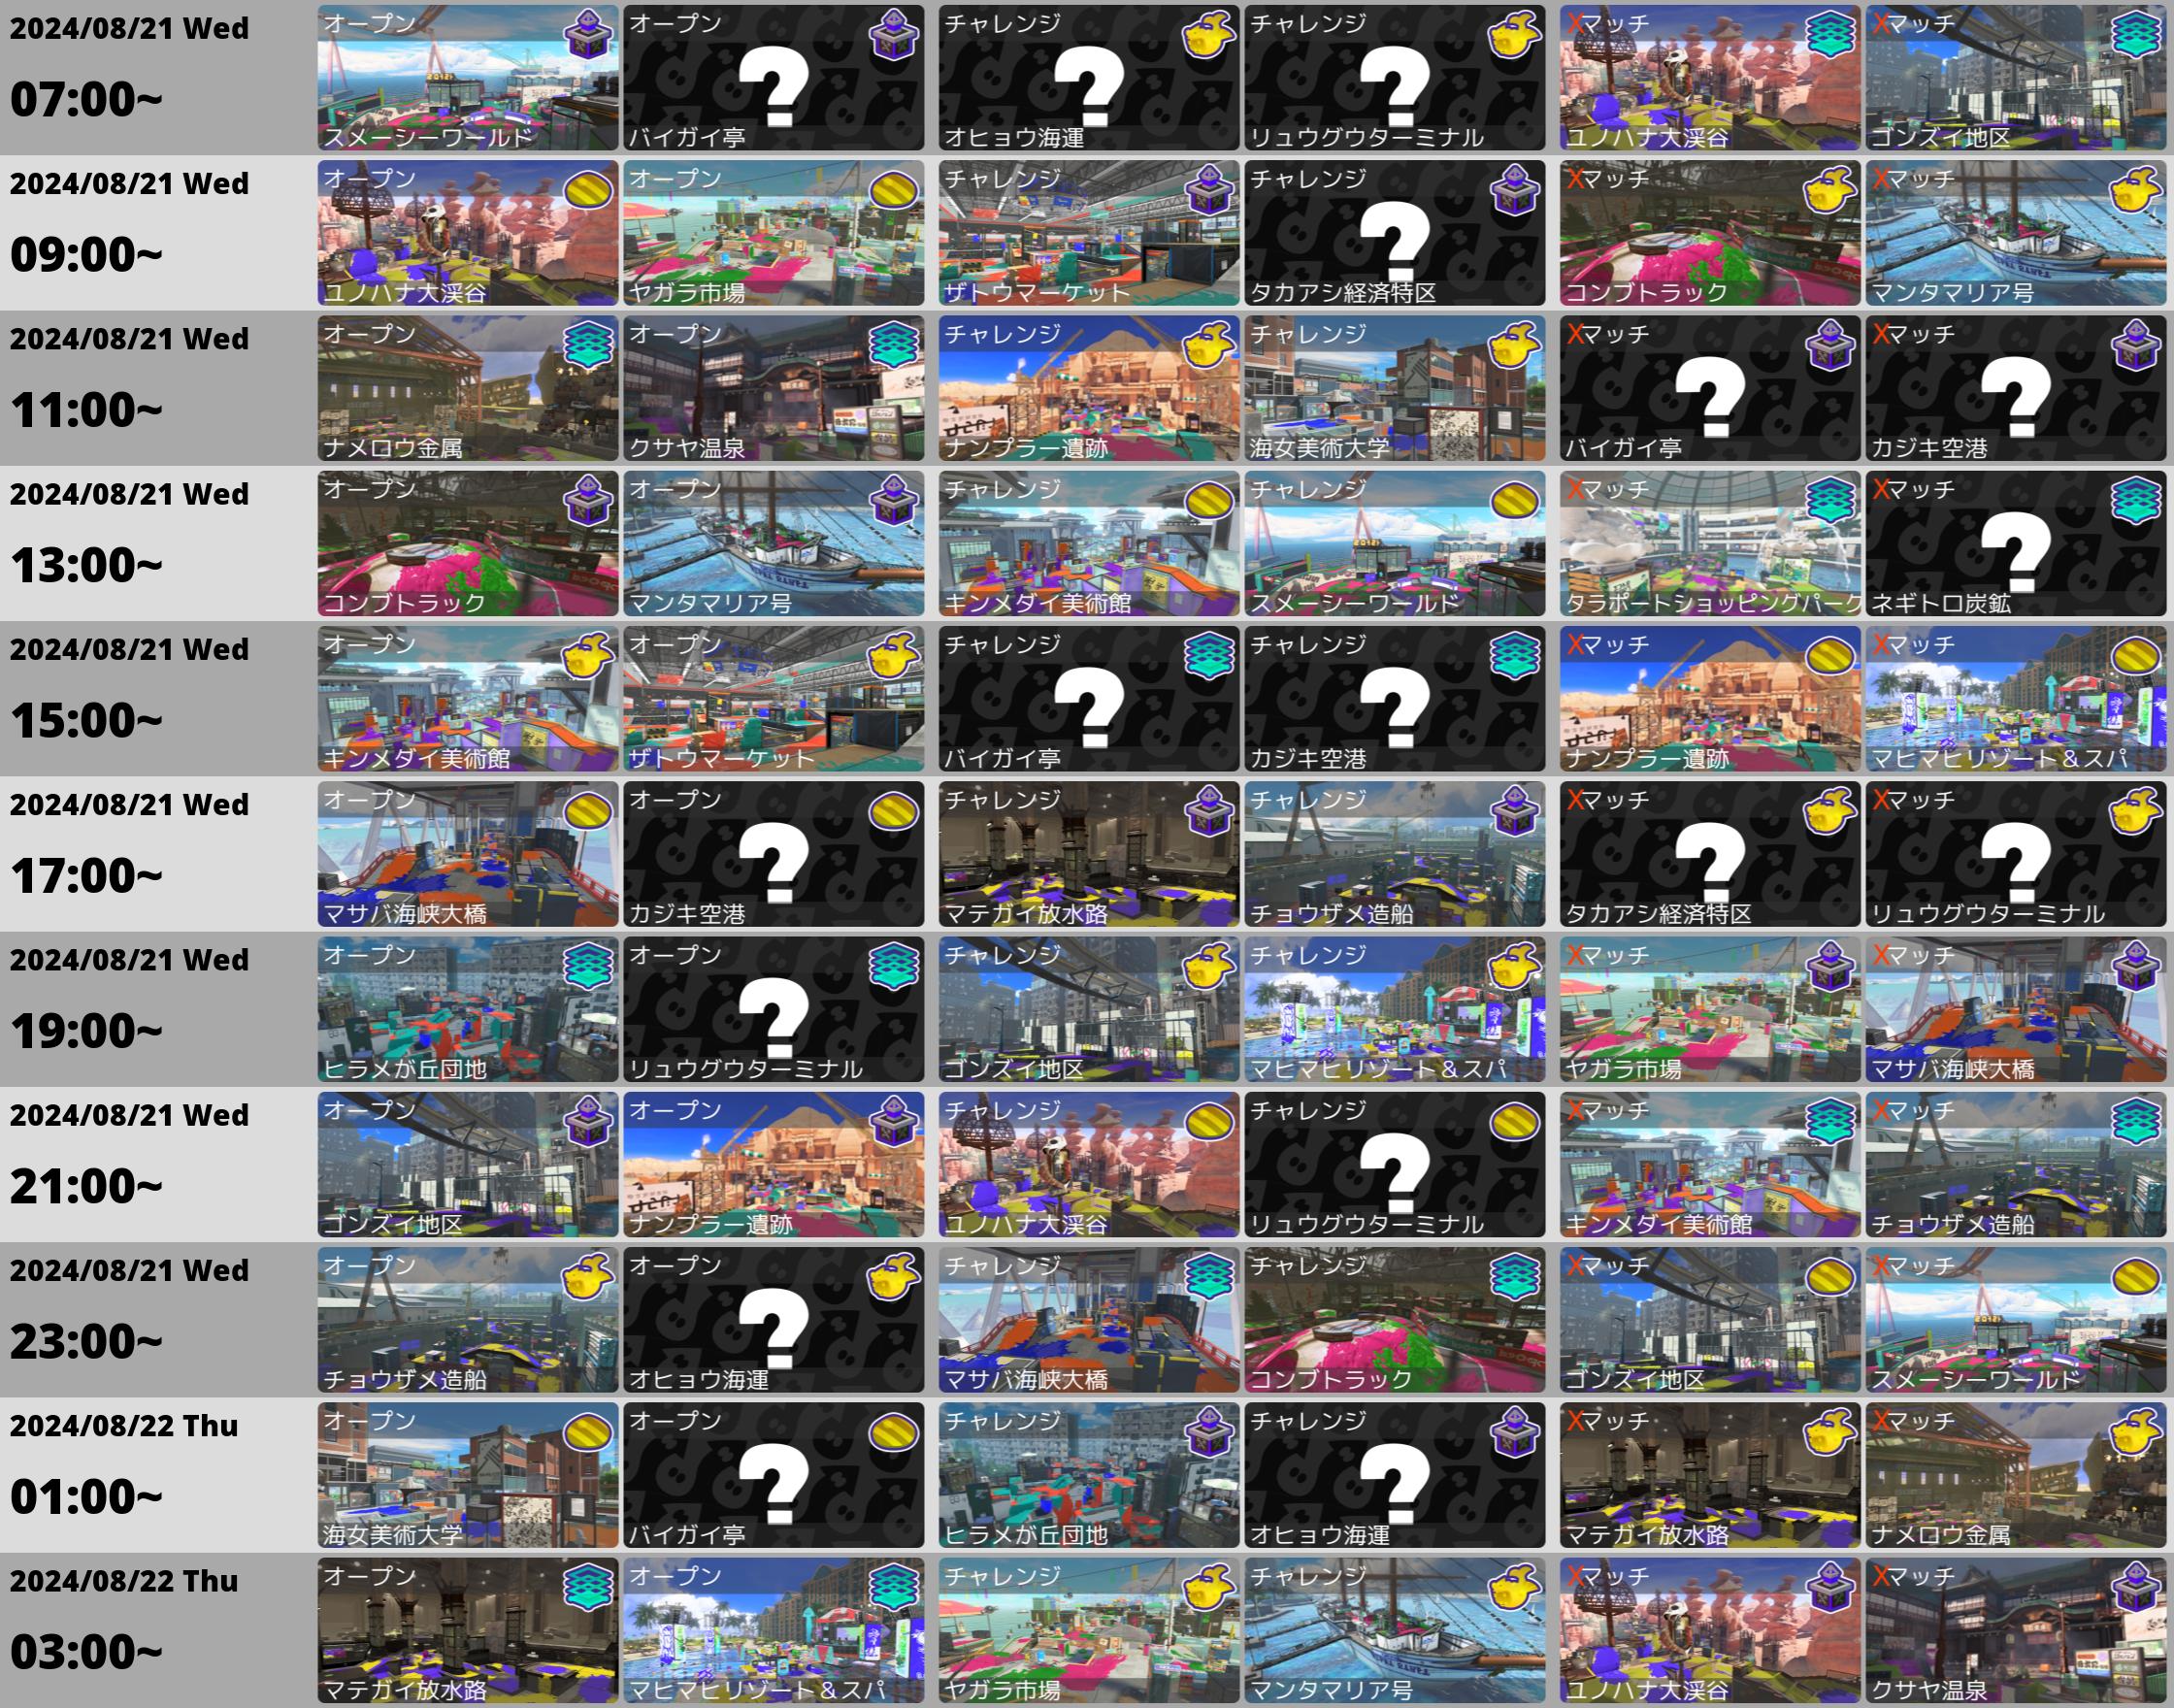 2024/08/21 Wed
07:00~
オープン
スメーシーワールド
オープン
バイガイ亭
チャレンジ
オヒョウ海運
チャレンジ
リュウグウターミナル
Xマッチ
ユノハナ大渓谷
Xマッチ
ゴンズイ地区
2024/08/21 Wed
09:00~
オープン
ユノハナ大渓谷
オープン
ヤガラ市場
チャレンジ
ザトウマーケット
チャレンジ
タカアシ経済特区
Xマッチ
コンブトラック
Xマッチ
マンタマリア号
2024/08/21 Wed
11:00~
オープン
ナメロウ金属
オープン
クサヤ温泉
チャレンジ
ナンプラー遺跡
チャレンジ
海女美術大学
Xマッチ
バイガイ亭
Xマッチ
カジキ空港
2024/08/21 Wed
13:00~
オープン
コンブトラック
オープン
マンタマリア号
チャレンジ
キンメダイ美術館
チャレンジ
スメーシーワールド
Xマッチ
タラポートショッピングパーク
Xマッチ
ネギトロ炭鉱
2024/08/21 Wed
15:00~
オープン
キンメダイ美術館
オープン
ザトウマーケット
チャレンジ
バイガイ亭
チャレンジ
カジキ空港
Xマッチ
ナンプラー遺跡
Xマッチ
マヒマヒリゾート＆スパ
2024/08/21 Wed
17:00~
オープン
マサバ海峡大橋
オープン
カジキ空港
チャレンジ
マテガイ放水路
チャレンジ
チョウザメ造船
Xマッチ
タカアシ経済特区
Xマッチ
リュウグウターミナル
2024/08/21 Wed
19:00~
オープン
ヒラメが丘団地
オープン
リュウグウターミナル
チャレンジ
ゴンズイ地区
チャレンジ
マヒマヒリゾート＆スパ
Xマッチ
ヤガラ市場
Xマッチ
マサバ海峡大橋
2024/08/21 Wed
21:00~
オープン
ゴンズイ地区
オープン
ナンプラー遺跡
チャレンジ
ユノハナ大渓谷
チャレンジ
リュウグウターミナル
Xマッチ
キンメダイ美術館
Xマッチ
チョウザメ造船
2024/08/21 Wed
23:00~
オープン
チョウザメ造船
オープン
オヒョウ海運
チャレンジ
マサバ海峡大橋
チャレンジ
コンブトラック
Xマッチ
ゴンズイ地区
Xマッチ
スメーシーワールド
2024/08/22 Thu
01:00~
オープン
海女美術大学
オープン
バイガイ亭
チャレンジ
ヒラメが丘団地
チャレンジ
オヒョウ海運
Xマッチ
マテガイ放水路
Xマッチ
ナメロウ金属
2024/08/22 Thu
03:00~
オープン
マテガイ放水路
オープン
マヒマヒリゾート＆スパ
チャレンジ
ヤガラ市場
チャレンジ
マンタマリア号
Xマッチ
ユノハナ大渓谷
Xマッチ
クサヤ温泉